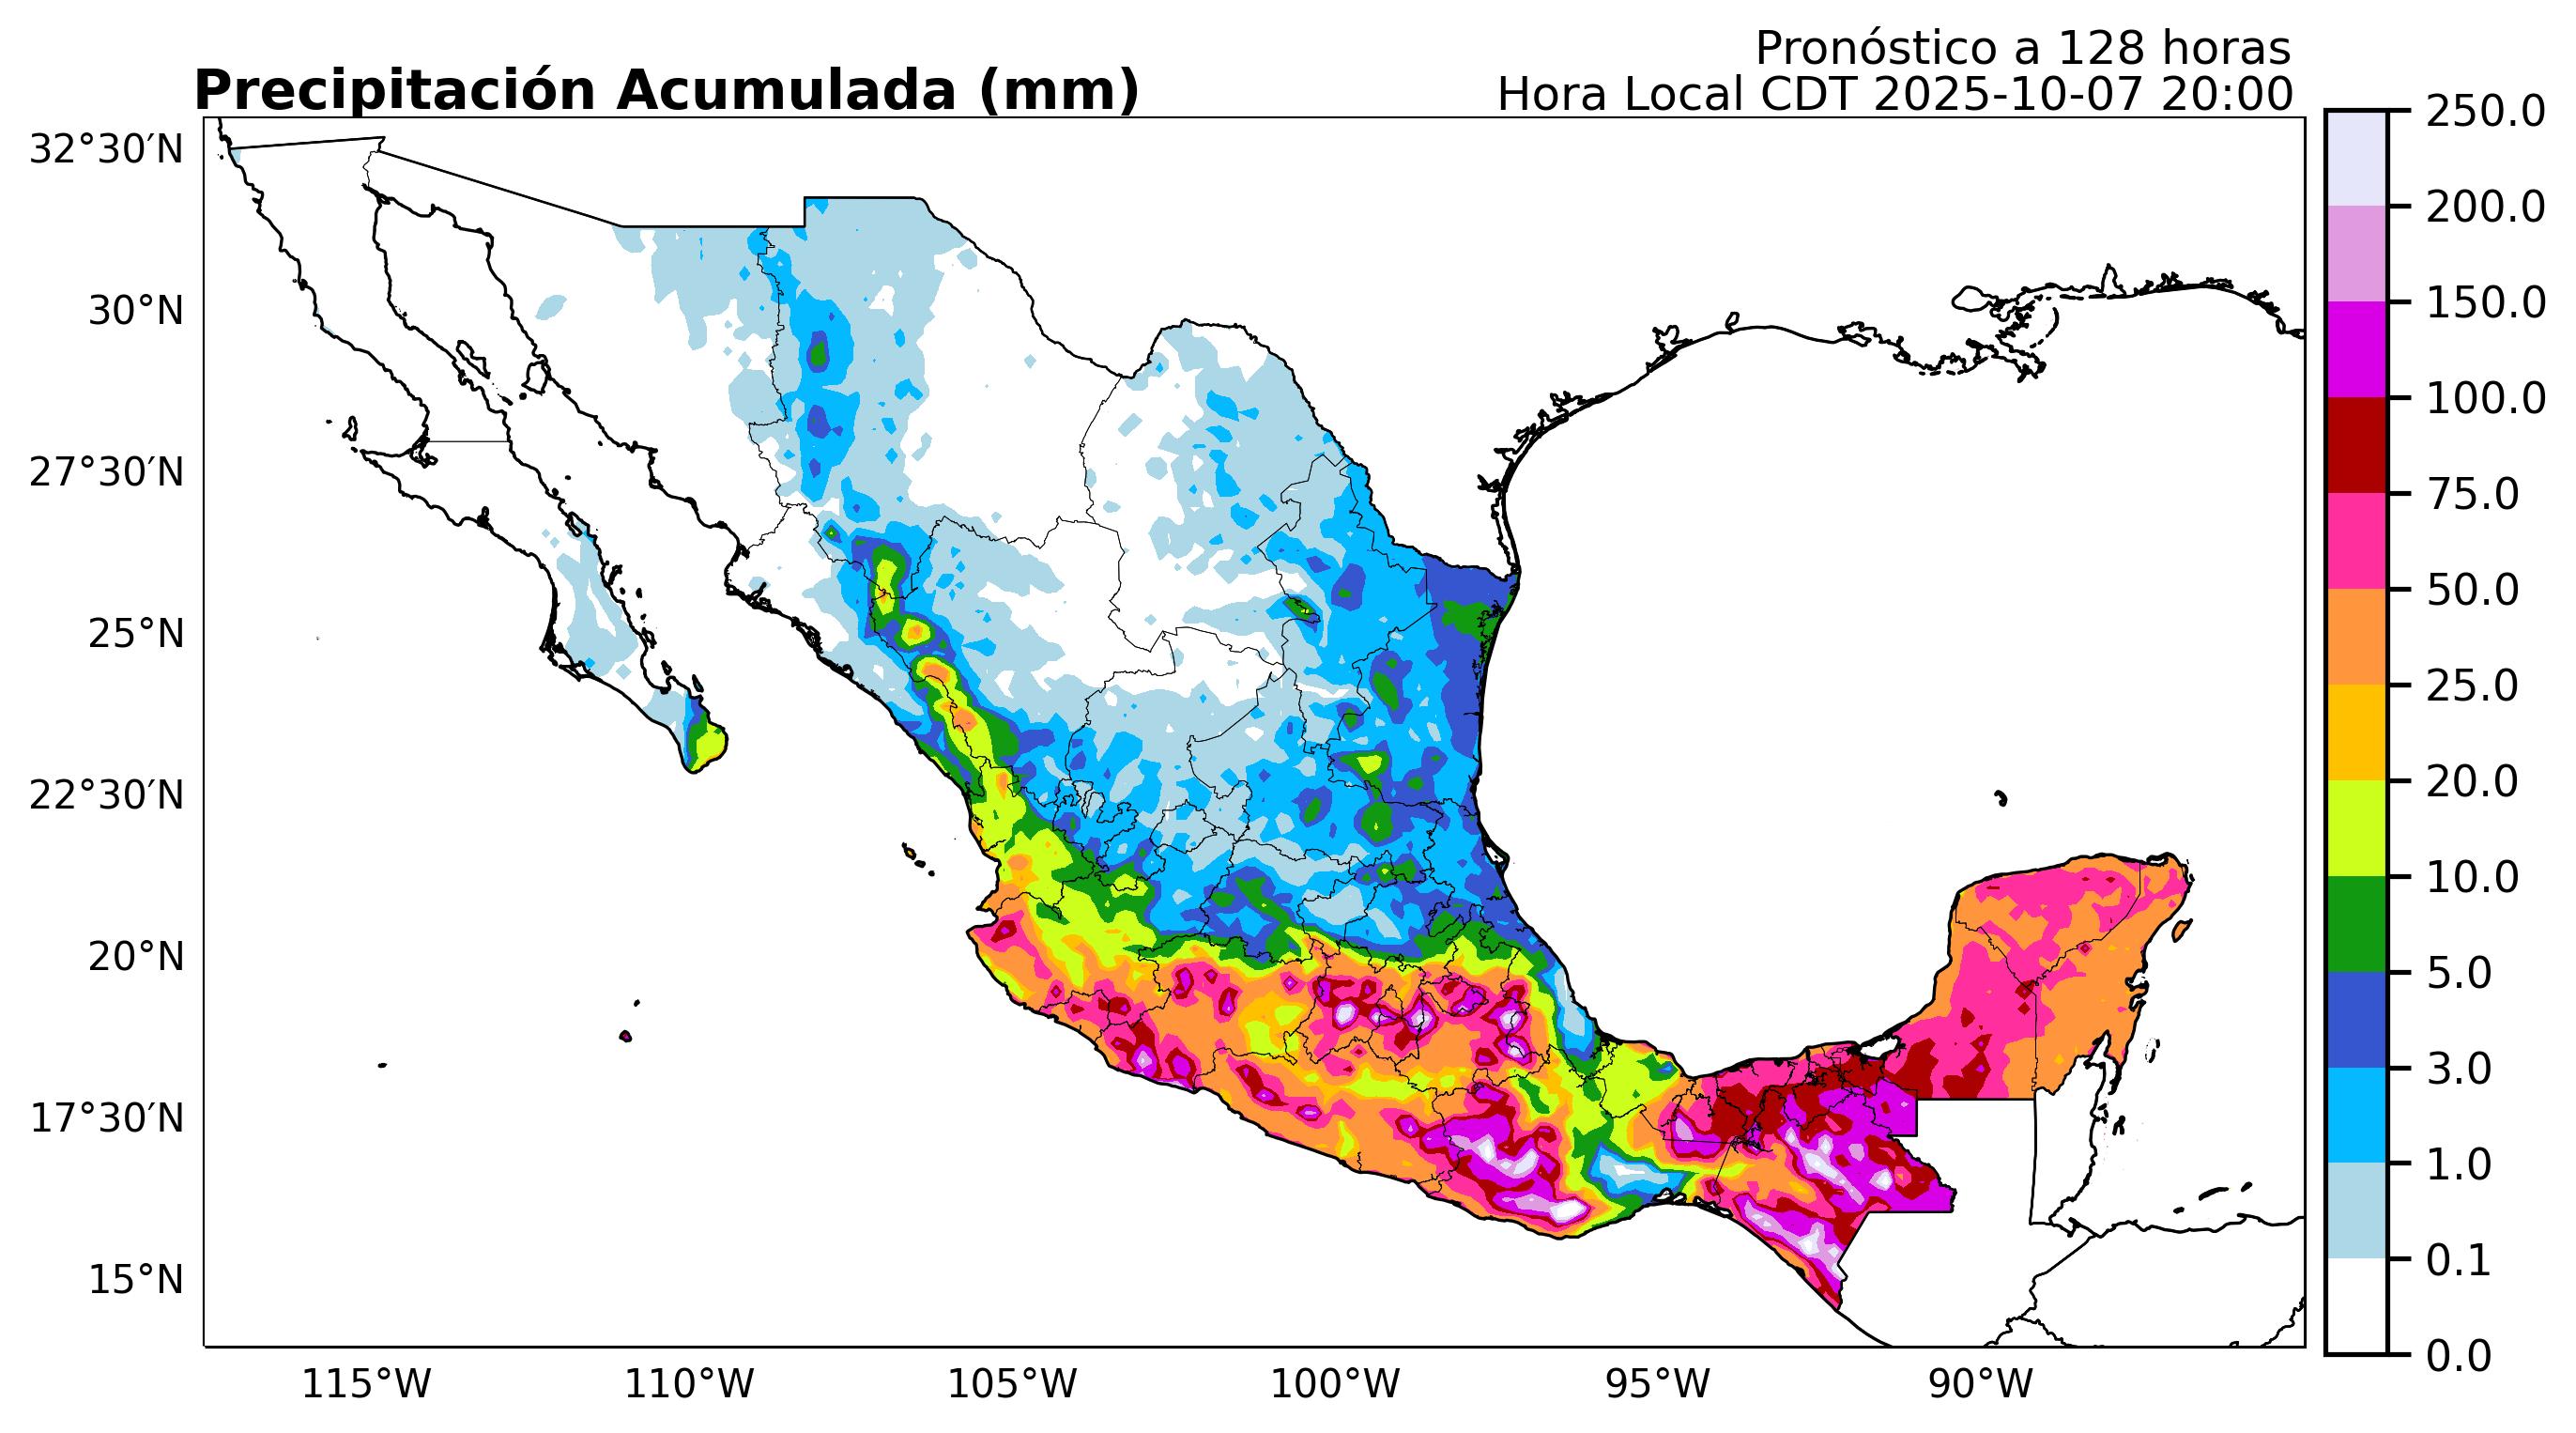 Pronóstico a 128 horas
Precipitación Acumulada (mm)
Hora Local CDT 2025-10-07 20:00
32°30′N
30°N
27°30′N
25°N
22°30′N
20°N
17°30′N
15°N
115°W
110°W
105°W
100°W
95°W
90°W
250.0
200.0
150.0
100.0
75.0
50.0
25.0
20.0
10.0
5.0
3.0
1.0
0.1
0.0